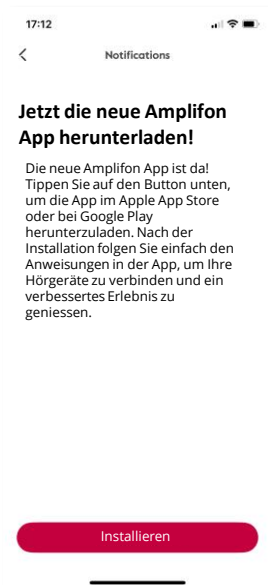 17:12
Notifications
Jetzt die neue Amplifon
App herunterladen!
Die neue Amplifon App ist da!
Tippen Sie auf den Button unten,
um die App im Apple App Store
oder bei Google Play
herunterzuladen. Nach der
Installation folgen Sie einfach den
Anweisungen in der App, um Ihre
Hörgeräte zu verbinden und ein
verbessertes Erlebnis zu
geniessen.
Installieren